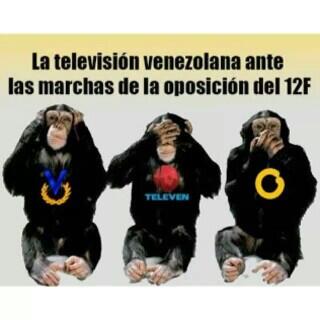 La televisión venezolana ante
las marchas de la oposición del 12F
TELEVEN